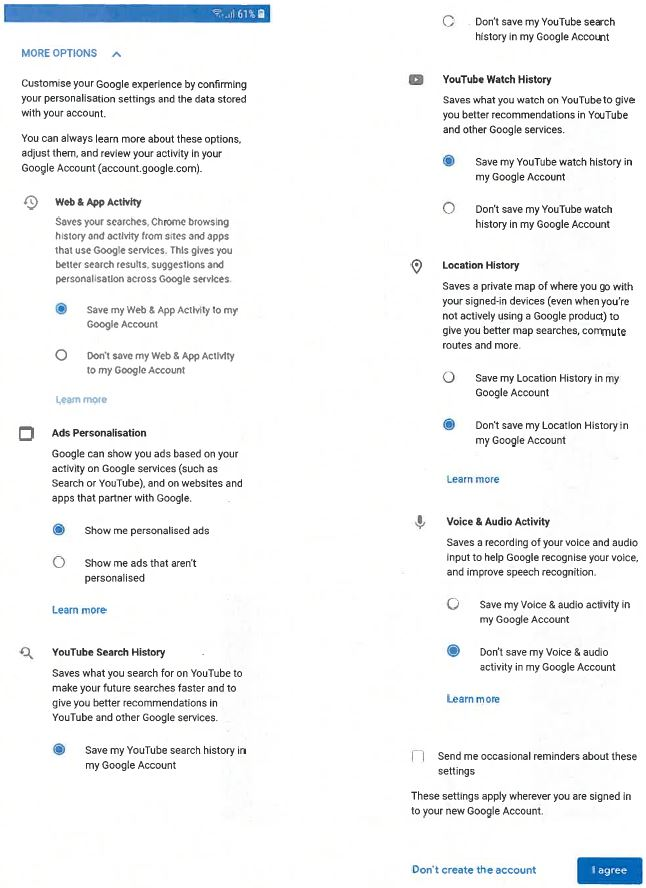 61%
MORE OPTIONS
Customise your Google experience by confirming
your personalisation settings and the data stored
with your account.
You can always learn more about these options,
adjust them, and review your activity in your
Google Account (account.google.com).
Web & App Activity
Saves your searches, Chrome browsing
history and activity from sites and apps
that use Google services. This gives you
better search results, suggestions and
personalisation across Google services.
Save my Web & App Activity to my
Google Account
Don't save my Web & App Activity
to my Google Account
Learn more
Ads Personalisation
Google can show you ads based on your
activity on Google services (such as
Search or YouTube), and on websites and
apps that partner with Google.
Show me personalised ads
Show me ads that aren't
personalised
Learn more
YouTube Search History
Saves what you search for on YouTube to
make your future searches faster and to
give you better recommendations in
YouTube and other Google services.
Save my YouTube search history in
my Google Account
Don't save my YouTube search
history in my Google Account
YouTube Watch History
Saves what you watch on YouTube to give
you better recommendations in YouTube
and other Google services.
Save my YouTube watch history in
my Google Account
Don't save my YouTube watch
history in my Google Account
Location History
Saves a private map of where you go with
your signed-in devices (even when you're
not actively using a Google product) to
give you better map searches, commute
routes and more.
Save my Location History in my
Google Account
Don't save my Location History in
my Google Account
Learn more
Voice & Audio Activity
Saves a recording of your voice and audio
input to help Google recognise your voice,
and improve speech recognition.
Save my Voice & audio activity in
my Google Account
Don't save my Voice & audio
activity in my Google Account
Learn more
Send me occasional reminders about these
settings
These settings apply wherever you are signed in
to your new Google Account.
Don't create the account
I agree